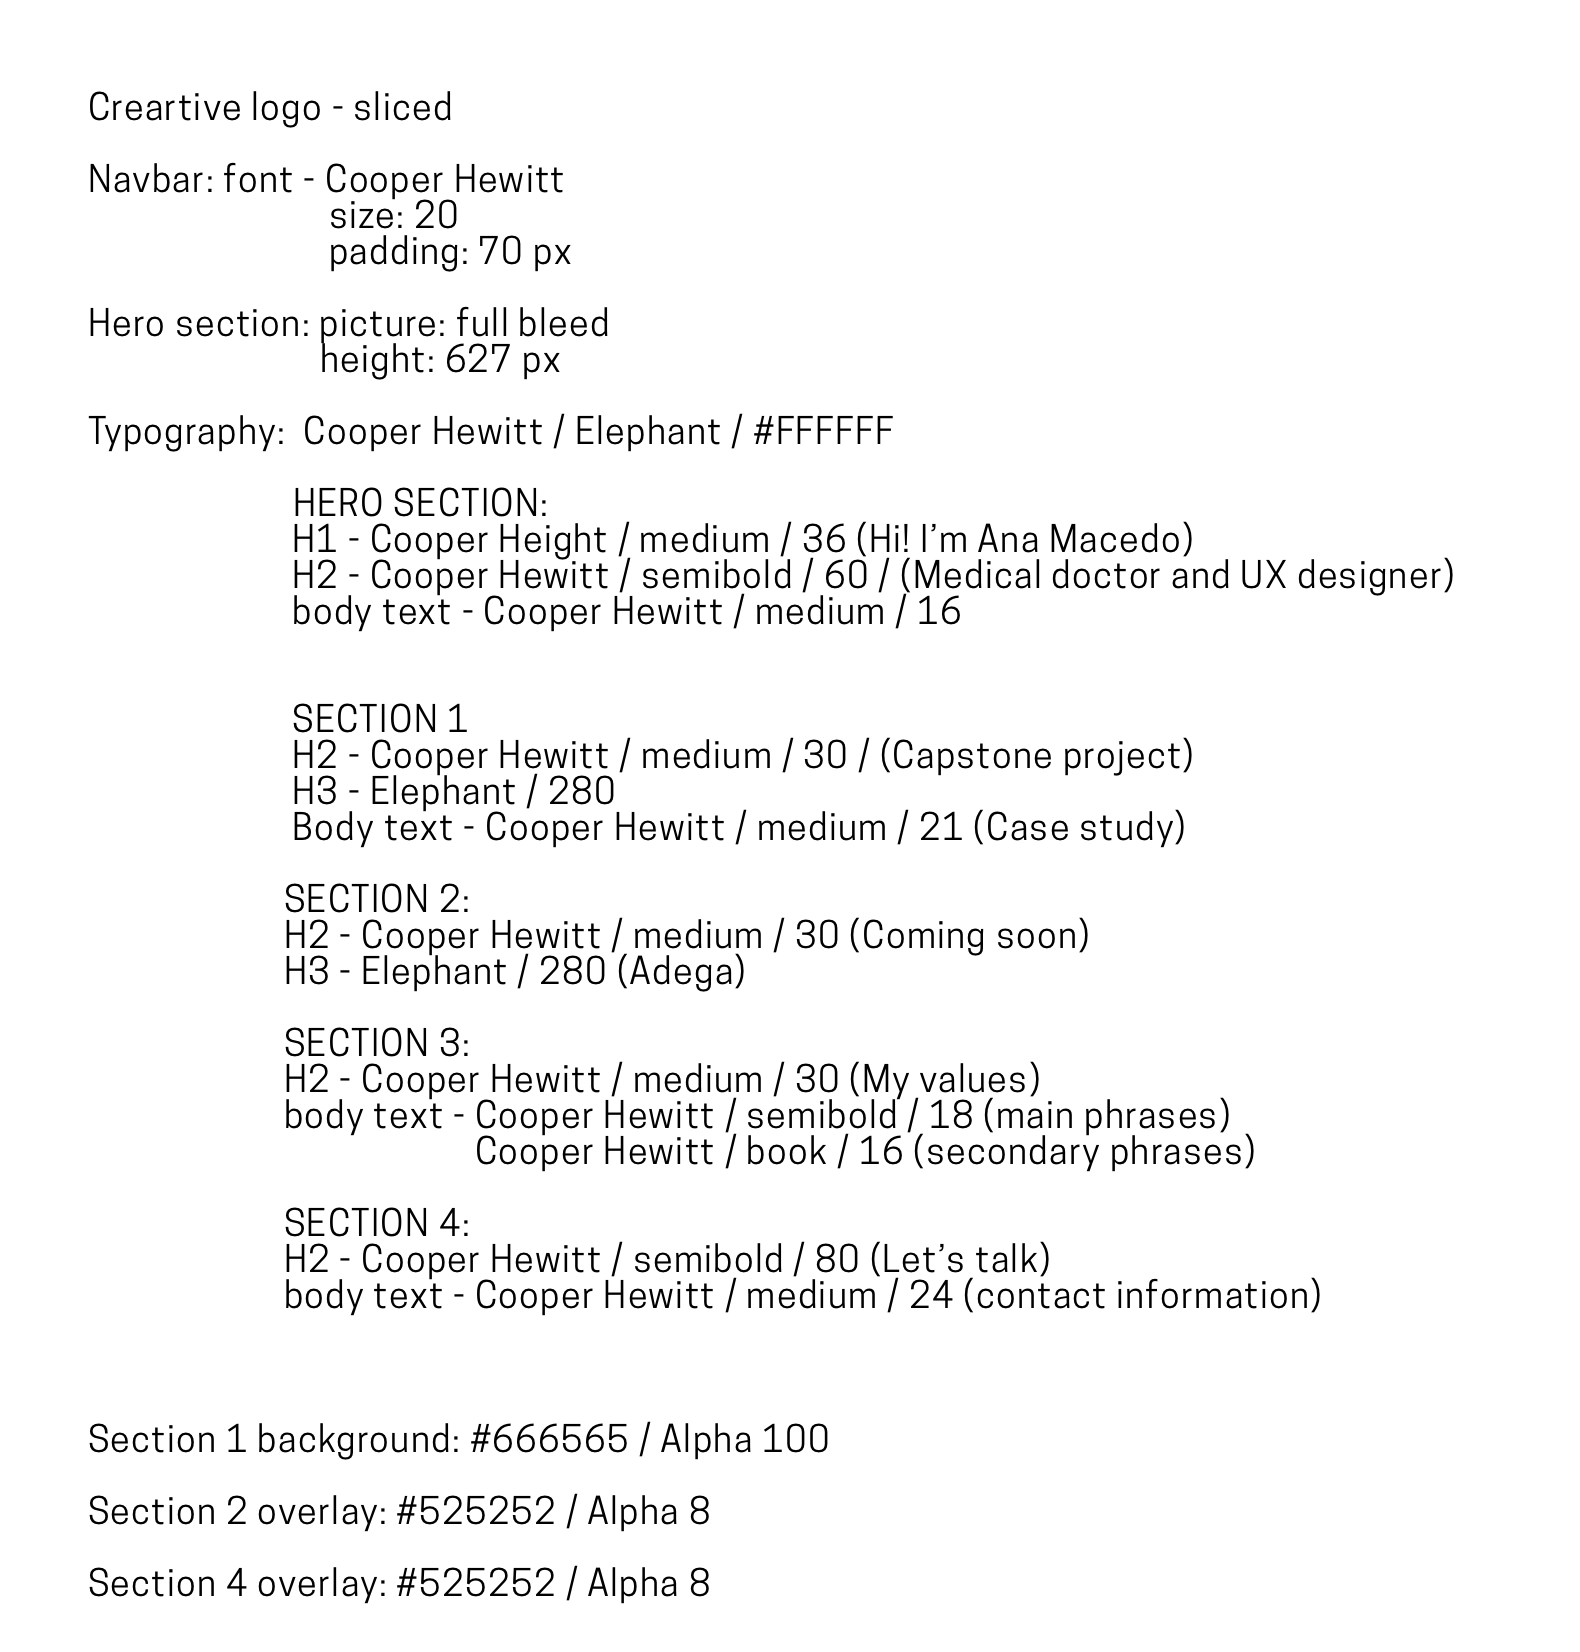 Creartive logo - sliced
Navbar: font - Cooper Hewitt
size: 20
padding: 70 px
Hero section: picture: full bleed
height: 627 px
Typography: Cooper Hewitt / Elephant / #FFFFFF
HERO SECTION:
H1 - Cooper Height / medium / 36 (Hi! I’m Ana Macedo)
H2 - Cooper Hewitt / semibold / 60 / (Medical doctor and UX designer)
body text - Cooper Hewitt / medium / 16
SECTION 1
H2 - Cooper Hewitt / medium / 30 / (Capstone project)
H3 - Elephant / 280
Body text - Cooper Hewitt / medium / 21 (Case study)
SECTION 2:
H2 - Cooper Hewitt / medium / 30 (Coming soon)
H3 - Elephant / 280 (Adega)
SECTION 3:
H2 - Cooper Hewitt / medium / 30 (My values)
body text - Cooper Hewitt / semibold / 18 (main phrases)
Cooper Hewitt / book / 16 (secondary phrases)
SECTION 4:
H2 - Cooper Hewitt / semibold / 80 (Let’s talk)
body text - Cooper Hewitt / medium / 24 (contact information)
Section 1 background: #666565 / Alpha 100
Section 2 overlay: #525252 / Alpha 8
Section 4 overlay: #525252 / Alpha 8